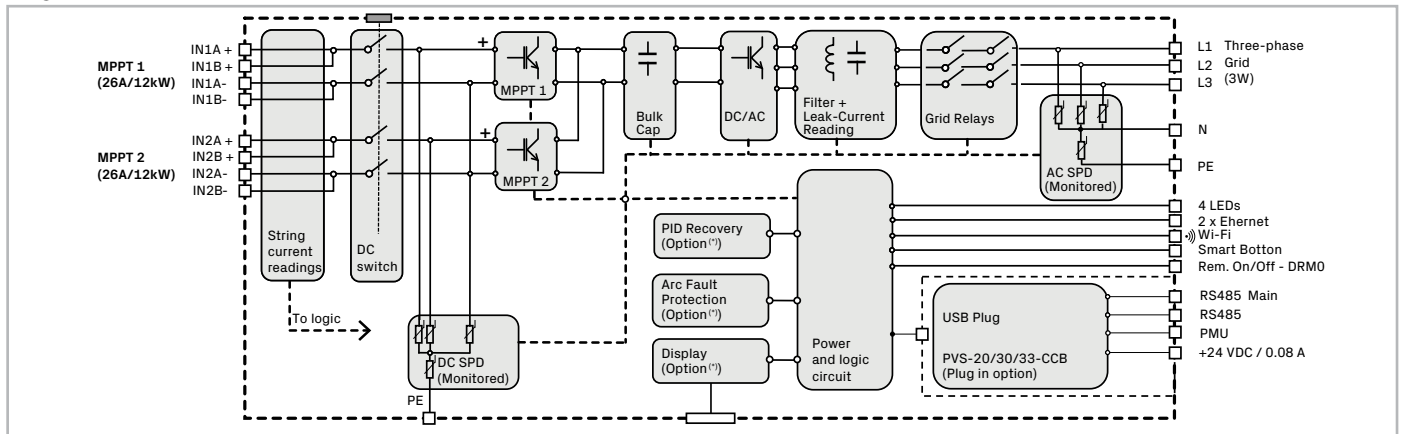 IN1A +
IN1B +
MPPT 1
(26A/12kW)
IN1A-
IN1B-
IN2A +
IN2B +
MPPT 2
(26A/12kW)
IN2A-
IN2B-
String
current
readings
DC
switch
To logic
+
MPPT 1
+
MPPT 2
Bulk
Cap
DC/AC
Filter +
Leak-Current
Reading
Grid Relays
L1 Three-phase
L2 Grid
L3 (3W)
N
PE
AC SPD
(Monitored)
DC SPD
(Monitored)
PE
PID Recovery
(Option(*))
Arc Fault
Protection
(Option(*))
Display
(Option(*))
Power
and logic
circuit
4 LEDs
2 x Ehernet
Wi-Fi
Smart Botton
Rem. On/Off - DRM0
USB Plug
PVS-20/30/33-CCB
(Plug in option)
RS485 Main
RS485
PMU
+24 VDC / 0.08 A